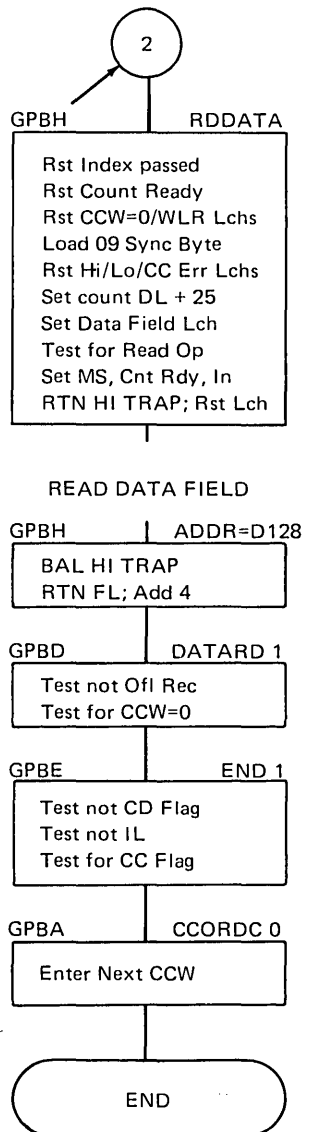 2
GPBH RDDATA
Rst Index passed
Rst Count Ready
Rst CCW=0/WLR Lchs
Load 09 Sync Byte
Rst Hi/Lo/CC Err Lchs
Set count DL + 25
Set Data Field Lch
Test for Read Op
Set MS, Cnt Rdy, In
RTN HI TRAP; Rst Lch
READ DATA FIELD
GPBH ADDR=D128
BAL HI TRAP
RTN FL; Add 4
GPBD DATARD 1
Test not Ofl Rec
Test for CCW=0
GPBE END 1
Test not CD Flag
Test not IL
Test for CC Flag
GPBA CCORDC 0
Enter Next CCW
END